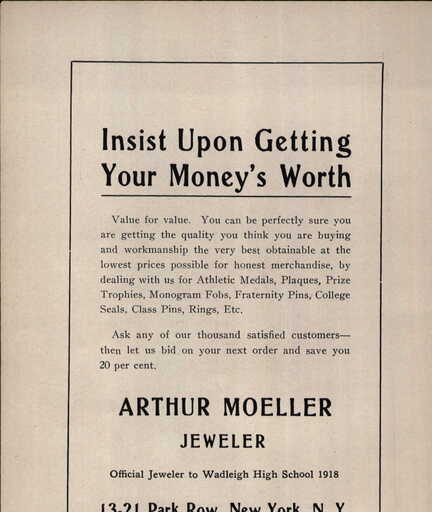 Insist Upon Getting
Your Money's Worth
Value for value. You can be perfectly sure you
are getting the quality you think you are buying
and workmanship the very best obtainable at the
lowest prices possible for honest merchandise, by
dealing with us for Athletic Medals, Plaques, Prize
Trophies, Monogram Fobs, Fraternity Pins, College
Seals, Class Pins, Rings, Etc.
Ask any of our thousand satisfied customers—
then let us bid on your next order and save you
20 per cent.
ARTHUR MOELLER
JEWELER
Official Jeweler to Wadleigh High School 1918
13-21 Park Row, New York, N. Y.